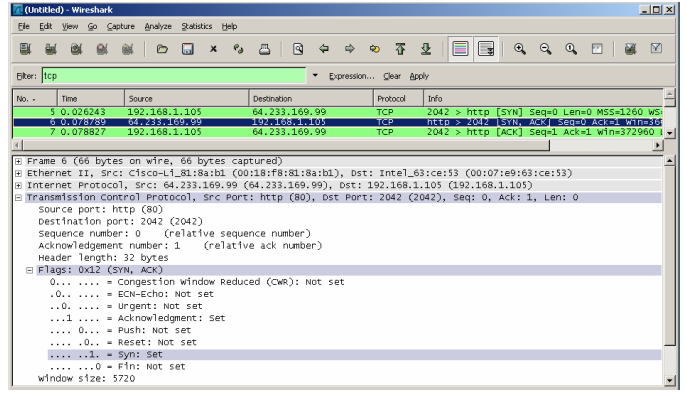 (Untitled) - Wireshark
File Edit View Go Capture Analyze Statistics Help
Filter: tcp Expression... Clear Apply
No. - Time Source Destination Protocol Info
5 0.026243 192.168.1.105 64.233.169.99 TCP 2042 > http [SYN] Seq=0 Len=0 MSS=1260 WS=
6 0.078789 64.233.169.99 192.168.1.105 TCP http > 2042 [SYN, ACK] Seq=0 Ack=1 Win=
7 0.078827 192.168.1.105 64.233.169.99 TCP 2042 > http [ACK] Seq=1 Ack=1 Win=372960 L
Frame 6 (66 bytes on wire, 66 bytes captured)
Ethernet II, Src: Cisco-Li_81:8a:b1 (00:18:f8:81:8a:b1), Dst: Intel_63:ce:53 (00:07:e9:63:ce:53)
Internet Protocol, Src: 64.233.169.99 (64.233.169.99), Dst: 192.168.1.105 (192.168.1.105)
Transmission Control Protocol, Src Port: http (80), Dst Port: 2042 (2042), Seq: 0, Ack: 1, Len: 0
Source port: http (80)
Destination port: 2042 (2042)
Sequence number: 0 (relative sequence number)
Acknowledgement number: 1 (relative ack number)
Header length: 32 bytes
Flags: 0x12 (SYN, ACK)
0... .... = Congestion Window Reduced (CWR): Not set
.0.. .... = ECN-Echo: Not set
..0. .... = Urgent: Not set
...1 .... = Acknowledgment: Set
.... 0... = Push: Not set
.... .0.. = Reset: Not set
.... ..1. = Syn: Set
.... ...0 = Fin: Not set
Window size: 5720